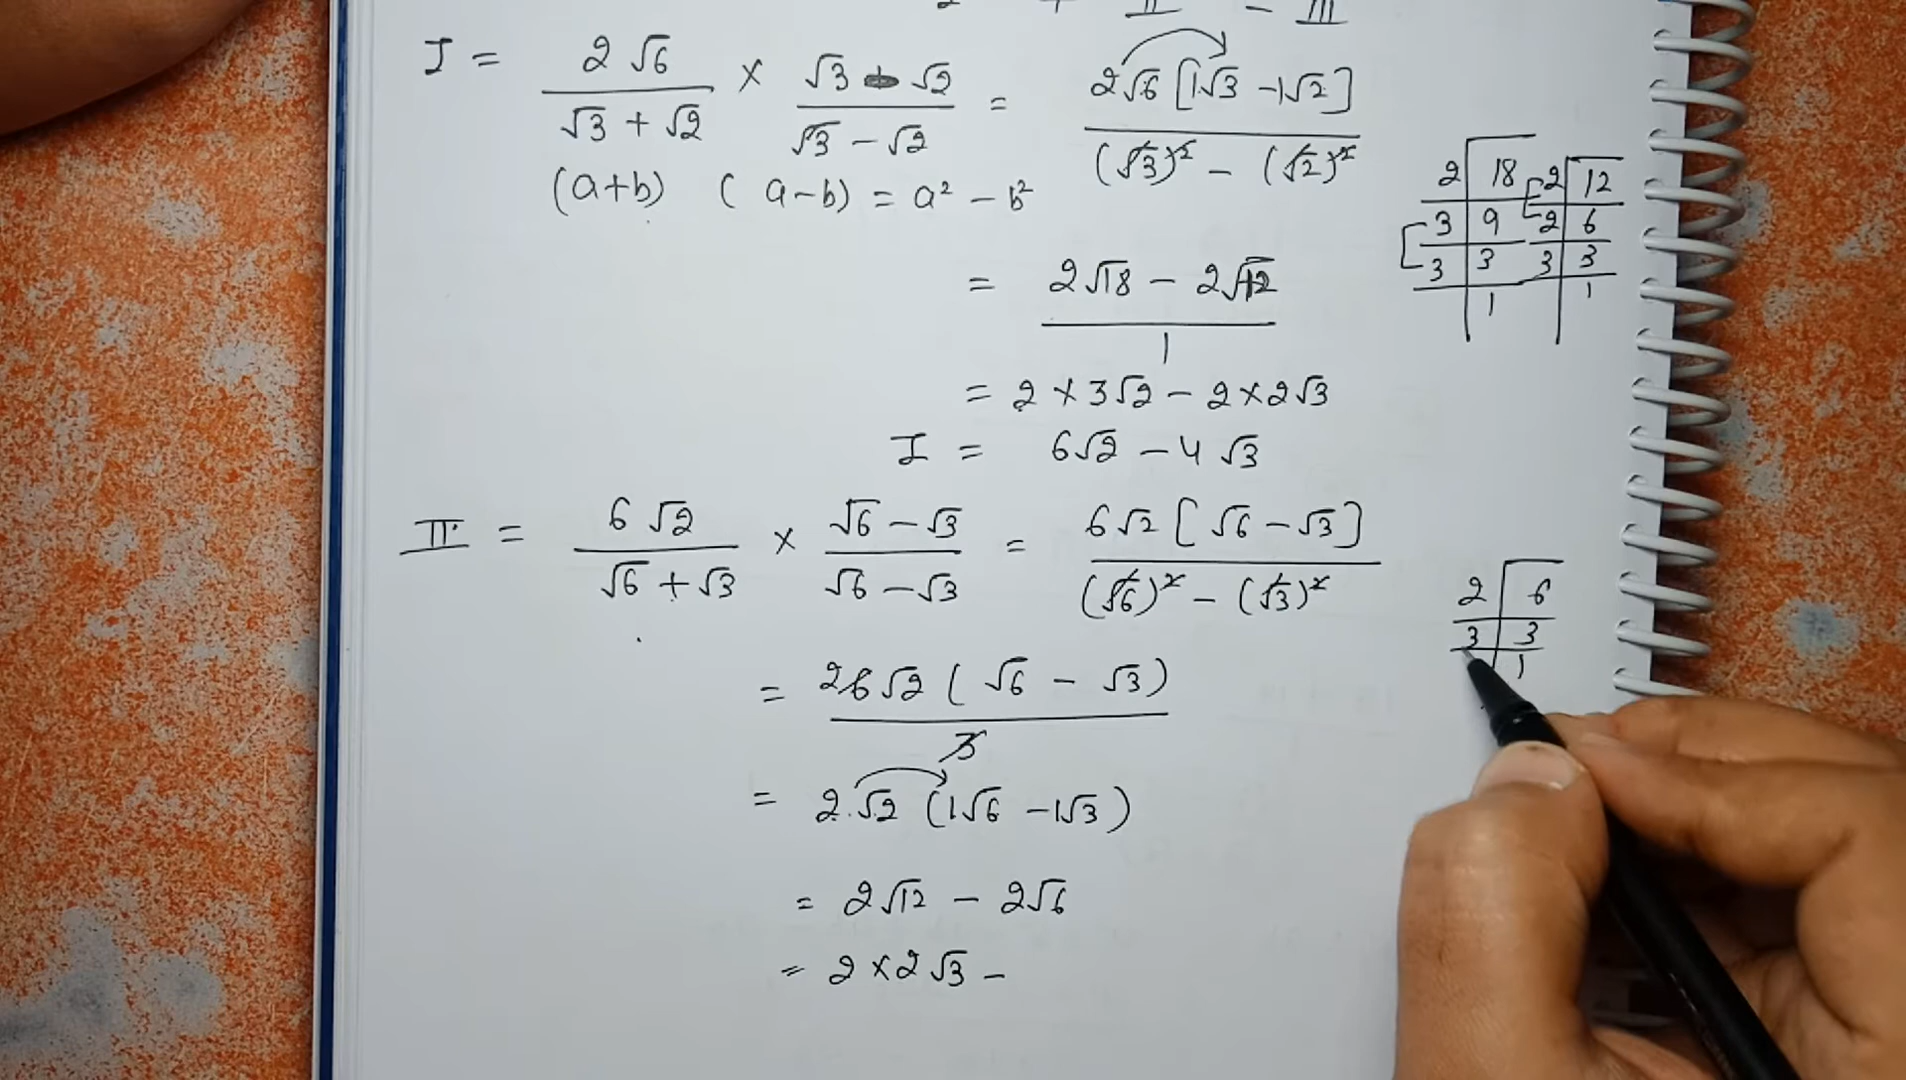 + II - III
I = 2√6 / √3 + √2 × √3 - √2 / √3 - √2 = 2√6 [1√3 - 1√2] / (√3)² - (√2)²
(a+b) (a-b) = a² - b²
2 | 18
3 | 9
3 | 3
1
2 | 12
2 | 6
3 | 3
1
= 2√18 - 2√12 / 1
= 2 × 3√2 - 2 × 2√3
I = 6√2 - 4√3
II = 6√2 / √6 + √3 × √6 - √3 / √6 - √3 = 6√2 [√6 - √3] / (√6)² - (√3)²
2 | 6
3 | 3
1
= 26√2 (√6 - √3) / 3
= 2.√2 (1√6 - 1√3)
= 2√12 - 2√6
= 2 × 2√3 -